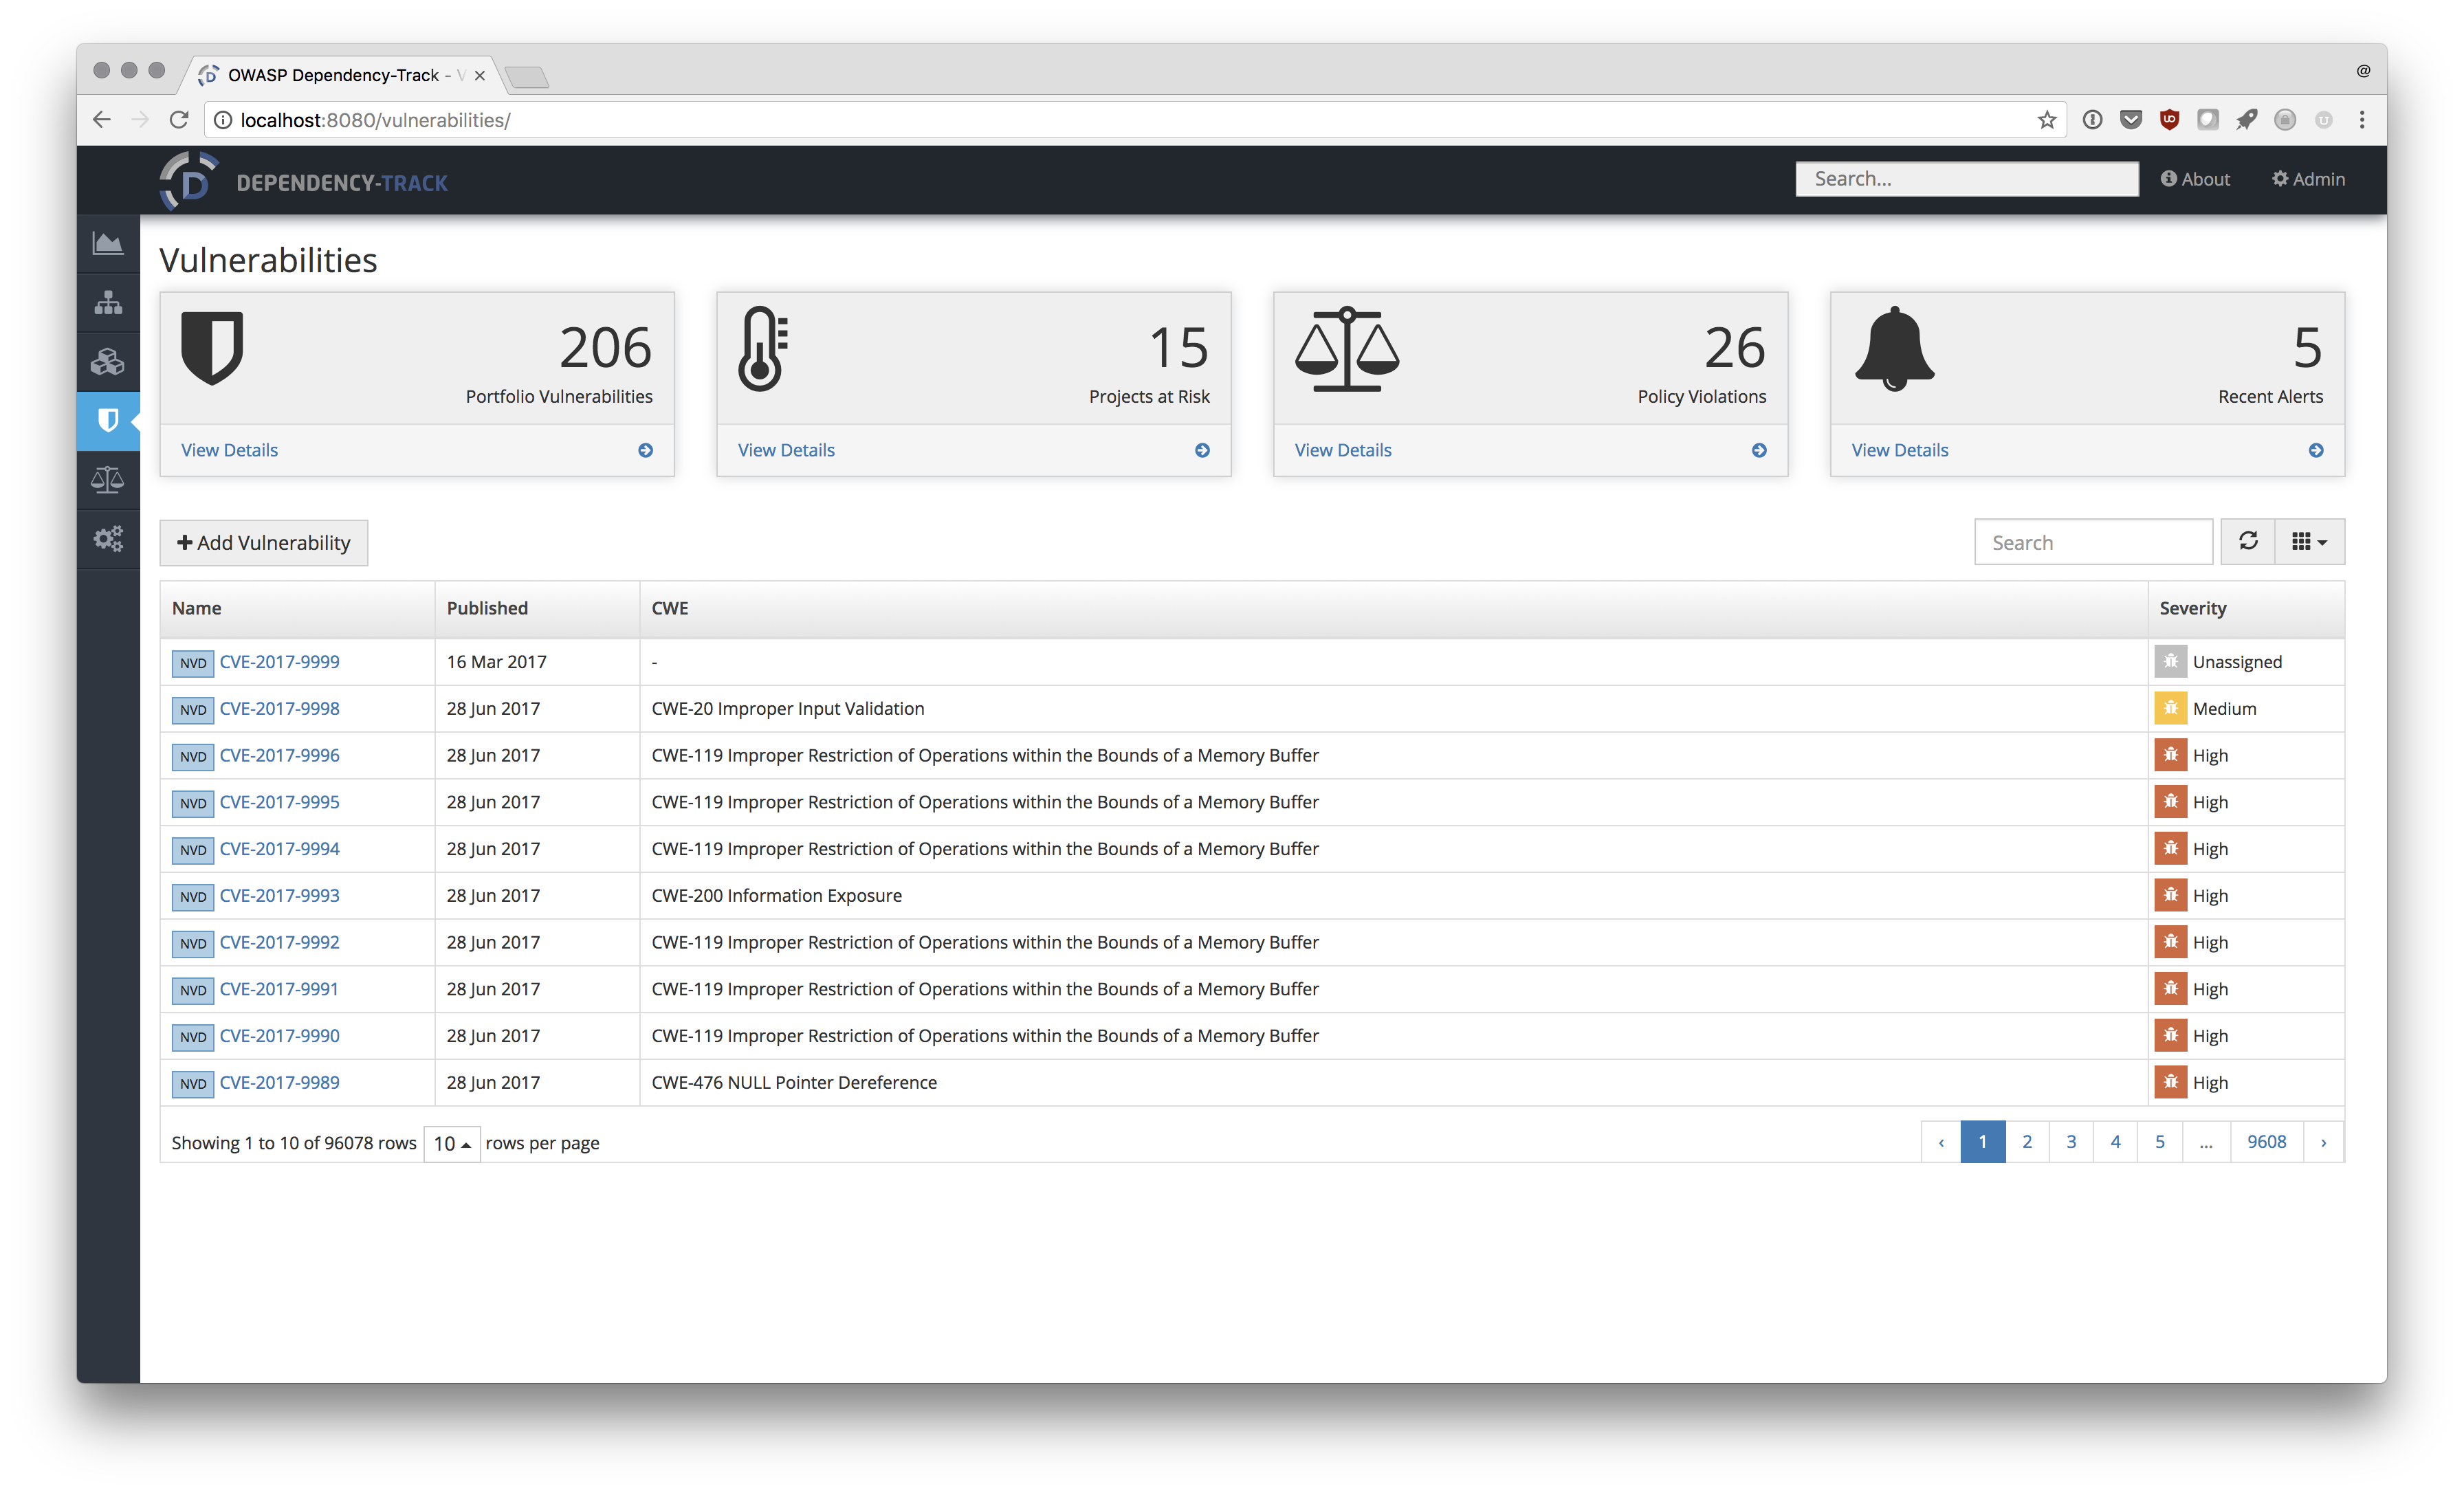 OWASP Dependency-Track - V
localhost:8080/vulnerabilities/
DEPENDENCY-TRACK
Search...
About
Admin
Vulnerabilities
206
Portfolio Vulnerabilities
View Details
15
Projects at Risk
View Details
26
Policy Violations
View Details
5
Recent Alerts
View Details
Add Vulnerability
Search
Name Published CWE Severity
NVD CVE-2017-9999 16 Mar 2017 - Unassigned
NVD CVE-2017-9998 28 Jun 2017 CWE-20 Improper Input Validation Medium
NVD CVE-2017-9996 28 Jun 2017 CWE-119 Improper Restriction of Operations within the Bounds of a Memory Buffer High
NVD CVE-2017-9995 28 Jun 2017 CWE-119 Improper Restriction of Operations within the Bounds of a Memory Buffer High
NVD CVE-2017-9994 28 Jun 2017 CWE-119 Improper Restriction of Operations within the Bounds of a Memory Buffer High
NVD CVE-2017-9993 28 Jun 2017 CWE-200 Information Exposure High
NVD CVE-2017-9992 28 Jun 2017 CWE-119 Improper Restriction of Operations within the Bounds of a Memory Buffer High
NVD CVE-2017-9991 28 Jun 2017 CWE-119 Improper Restriction of Operations within the Bounds of a Memory Buffer High
NVD CVE-2017-9990 28 Jun 2017 CWE-119 Improper Restriction of Operations within the Bounds of a Memory Buffer High
NVD CVE-2017-9989 28 Jun 2017 CWE-476 NULL Pointer Dereference High
Showing 1 to 10 of 96078 rows 10 rows per page
‹ 1 2 3 4 5 ... 9608 ›